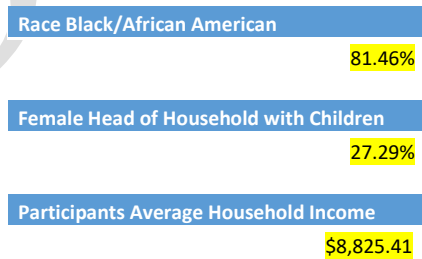 Race Black/African American
81.46%
Female Head of Household with Children
27.29%
Participants Average Household Income
$8,825.41